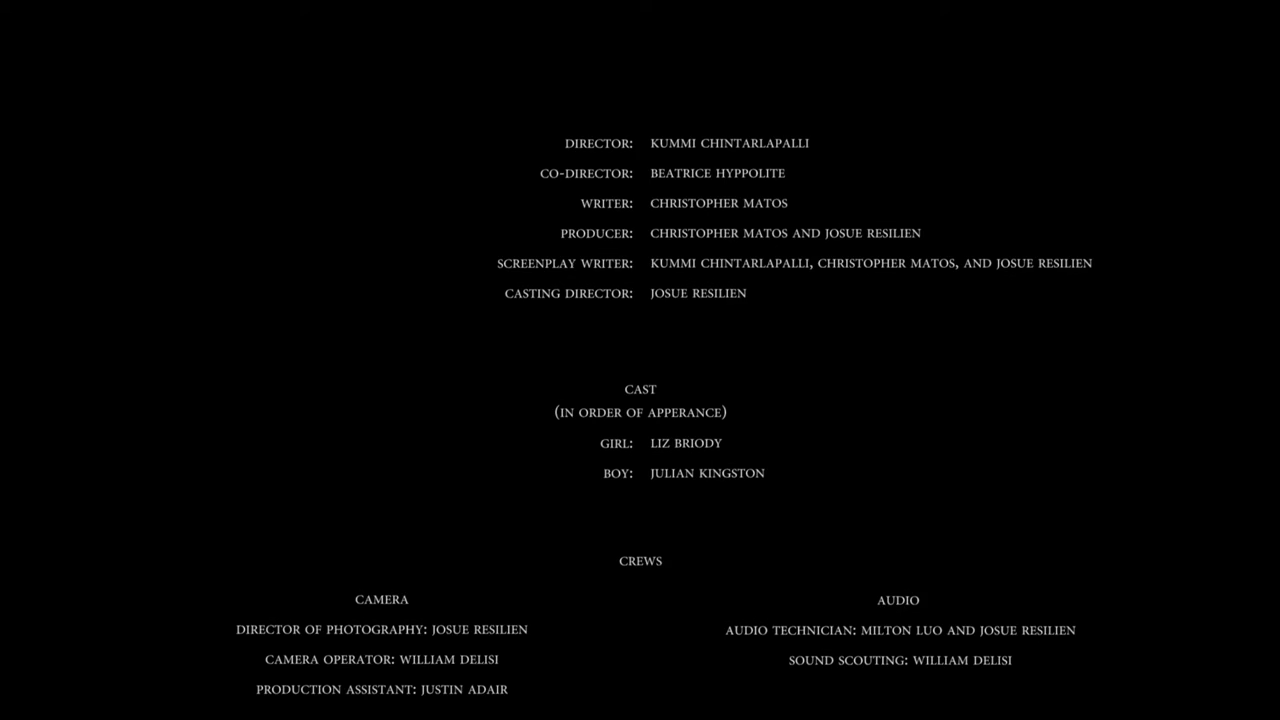 DIRECTOR: KUMMI CHINTARLAPALLI
CO-DIRECTOR: BEATRICE HYPPOLITE
WRITER: CHRISTOPHER MATOS
PRODUCER: CHRISTOPHER MATOS AND JOSUE RESILIEN
SCREENPLAY WRITER: KUMMI CHINTARLAPALLI, CHRISTOPHER MATOS, AND JOSUE RESILIEN
CASTING DIRECTOR: JOSUE RESILIEN
CAST
(IN ORDER OF APPERANCE)
GIRL: LIZ BRIODY
BOY: JULIAN KINGSTON
CREWS
CAMERA
DIRECTOR OF PHOTOGRAPHY: JOSUE RESILIEN
CAMERA OPERATOR: WILLIAM DELISI
PRODUCTION ASSISTANT: JUSTIN ADAIR
AUDIO
AUDIO TECHNICIAN: MILTON LUO AND JOSUE RESILIEN
SOUND SCOUTING: WILLIAM DELISI